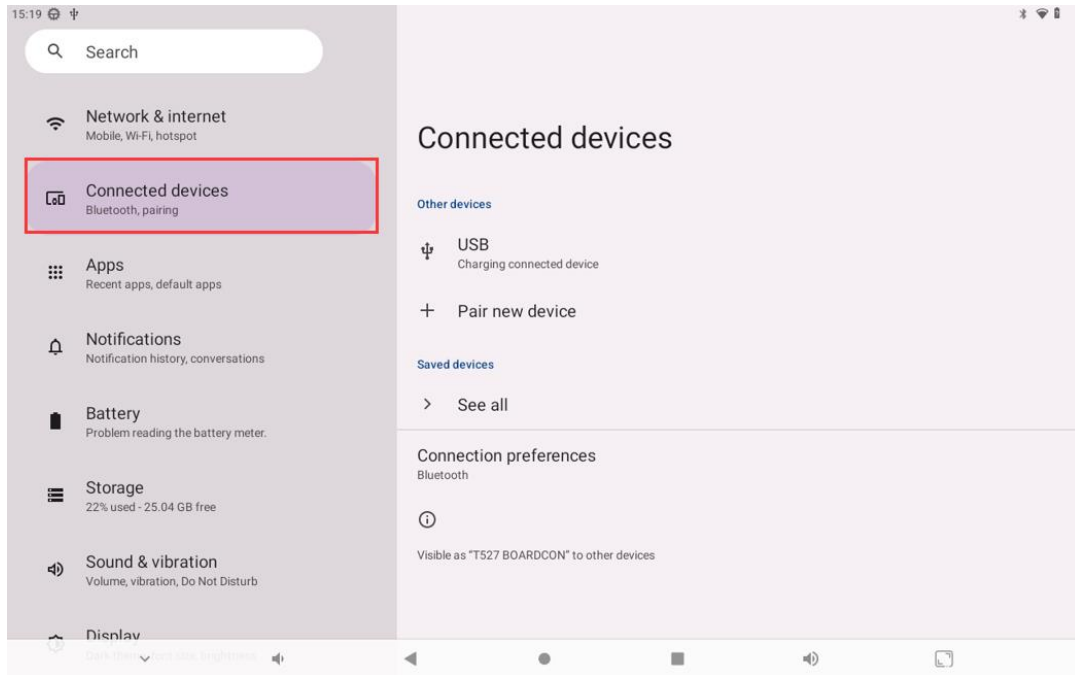 15:19
Search
Network & internet
Mobile, Wi-Fi, hotspot
Connected devices
Bluetooth, pairing
Apps
Recent apps, default apps
Notifications
Notification history, conversations
Battery
Problem reading the battery meter.
Storage
22% used - 25.04 GB free
Sound & vibration
Volume, vibration, Do Not Disturb
Display
Connected devices
Other devices
USB
Charging connected device
Pair new device
Saved devices
See all
Connection preferences
Bluetooth
Visible as “T527 BOARDCON” to other devices